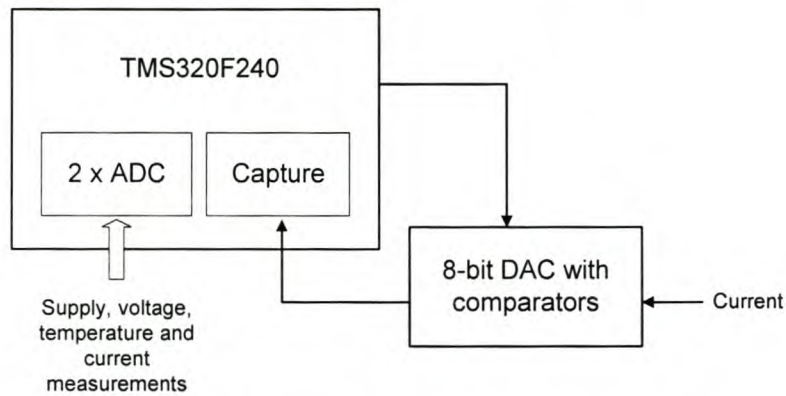 TMS320F240
2 x ADC
Capture
8-bit DAC with
comparators
Current
Supply, voltage,
temperature and
current
measurements